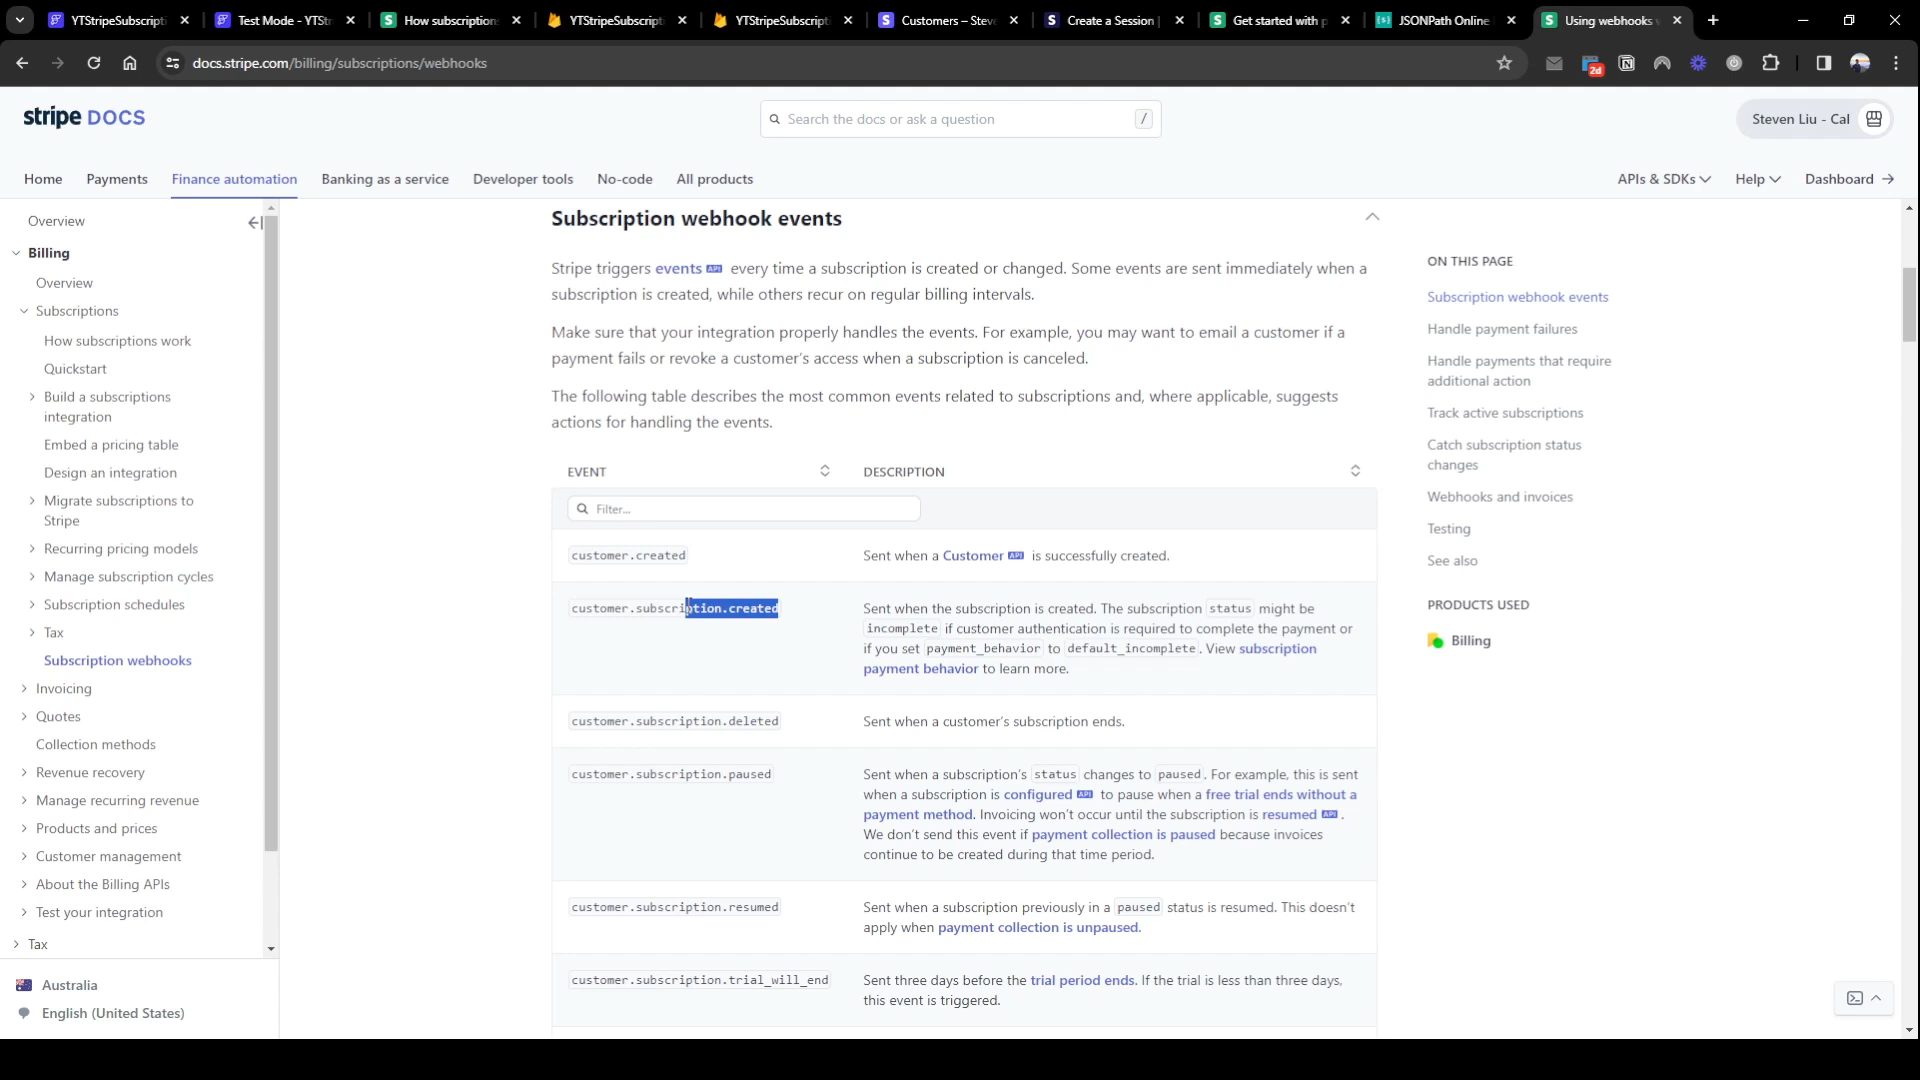 YTStripeSubscripti
Test Mode - YTStr
How subscriptions
YTStripeSubscripti
YTStripeSubscripti
Customers – Steve
Create a Session |
Get started with p
JSONPath Online
Using webhooks w
docs.stripe.com/billing/subscriptions/webhooks
2d
stripe DOCS
Search the docs or ask a question
/
Steven Liu - Cal
Home
Payments
Finance automation
Banking as a service
Developer tools
No-code
All products
APIs & SDKs
Help
Dashboard
Overview
Billing
Overview
Subscriptions
How subscriptions work
Quickstart
Build a subscriptions
integration
Embed a pricing table
Design an integration
Migrate subscriptions to
Stripe
Recurring pricing models
Manage subscription cycles
Subscription schedules
Tax
Subscription webhooks
Invoicing
Quotes
Collection methods
Revenue recovery
Manage recurring revenue
Products and prices
Customer management
About the Billing APIs
Test your integration
Tax
Australia
English (United States)
Subscription webhook events
Stripe triggers events API every time a subscription is created or changed. Some events are sent immediately when a
subscription is created, while others recur on regular billing intervals.
Make sure that your integration properly handles the events. For example, you may want to email a customer if a
payment fails or revoke a customer's access when a subscription is canceled.
The following table describes the most common events related to subscriptions and, where applicable, suggests
actions for handling the events.
EVENT
DESCRIPTION
Filter...
customer.created
Sent when a Customer API is successfully created.
customer.subscription.created
Sent when the subscription is created. The subscription status might be
incomplete if customer authentication is required to complete the payment or
if you set payment_behavior to default_incomplete. View subscription
payment behavior to learn more.
customer.subscription.deleted
Sent when a customer's subscription ends.
customer.subscription.paused
Sent when a subscription's status changes to paused. For example, this is sent
when a subscription is configured API to pause when a free trial ends without a
payment method. Invoicing won't occur until the subscription is resumed API.
We don't send this event if payment collection is paused because invoices
continue to be created during that time period.
customer.subscription.resumed
Sent when a subscription previously in a paused status is resumed. This doesn't
apply when payment collection is unpaused.
customer.subscription.trial_will_end
Sent three days before the trial period ends. If the trial is less than three days,
this event is triggered.
ON THIS PAGE
Subscription webhook events
Handle payment failures
Handle payments that require
additional action
Track active subscriptions
Catch subscription status
changes
Webhooks and invoices
Testing
See also
PRODUCTS USED
Billing